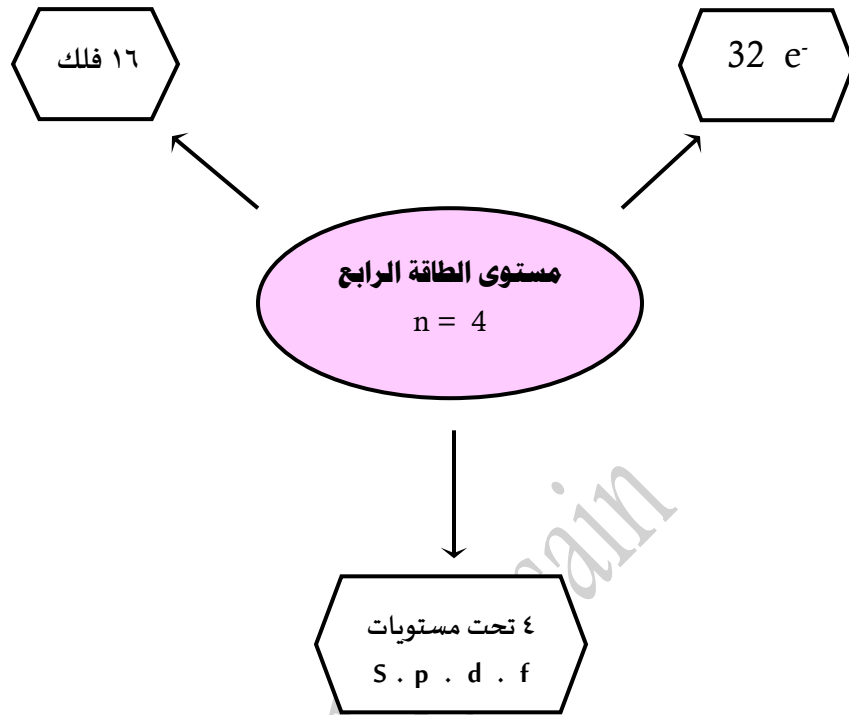 ١٦ فلك
32 e⁻
مستوى الطاقة الرابع
n = 4
٤ تحت مستويات
S . p . d . f